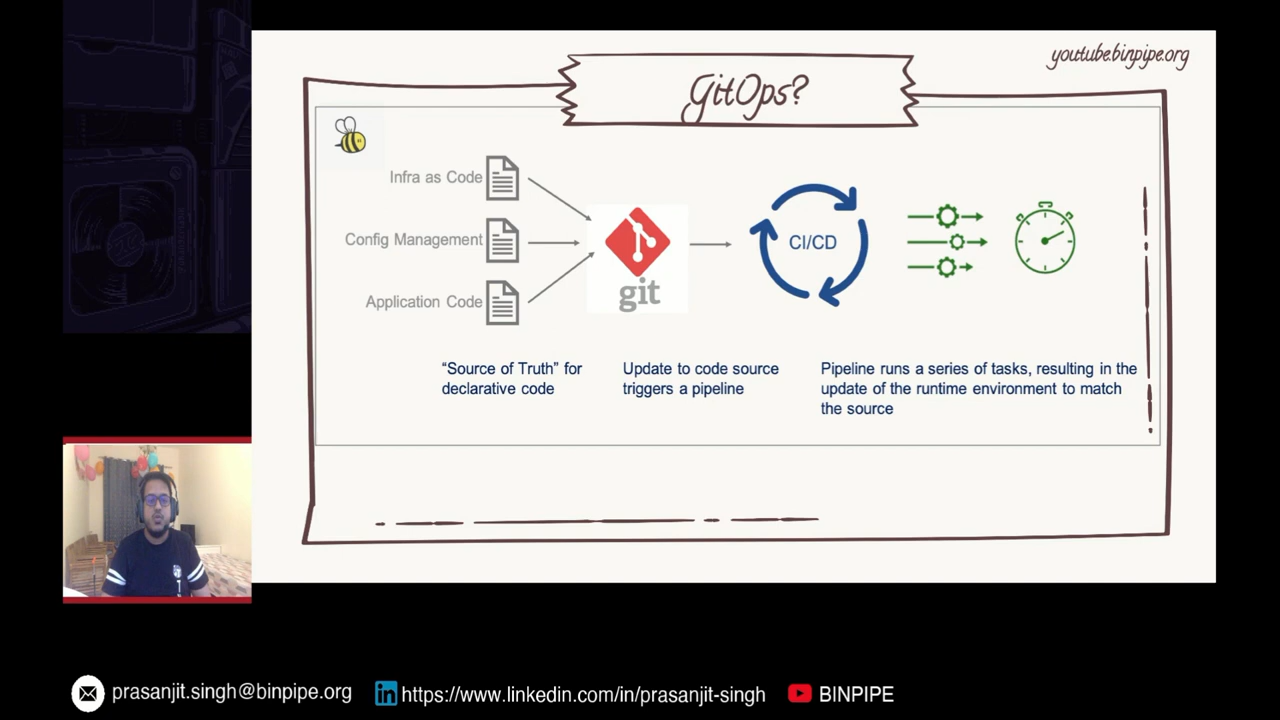 youtube.binpipe.org
GitOps?
Infra as Code
Config Management
Application Code
git
CI/CD
"Source of Truth" for
declarative code
Update to code source
triggers a pipeline
Pipeline runs a series of tasks, resulting in the
update of the runtime environment to match
the source
prasanjit.singh@binpipe.org
in
https://www.linkedin.com/in/prasanjit-singh
BINPIPE